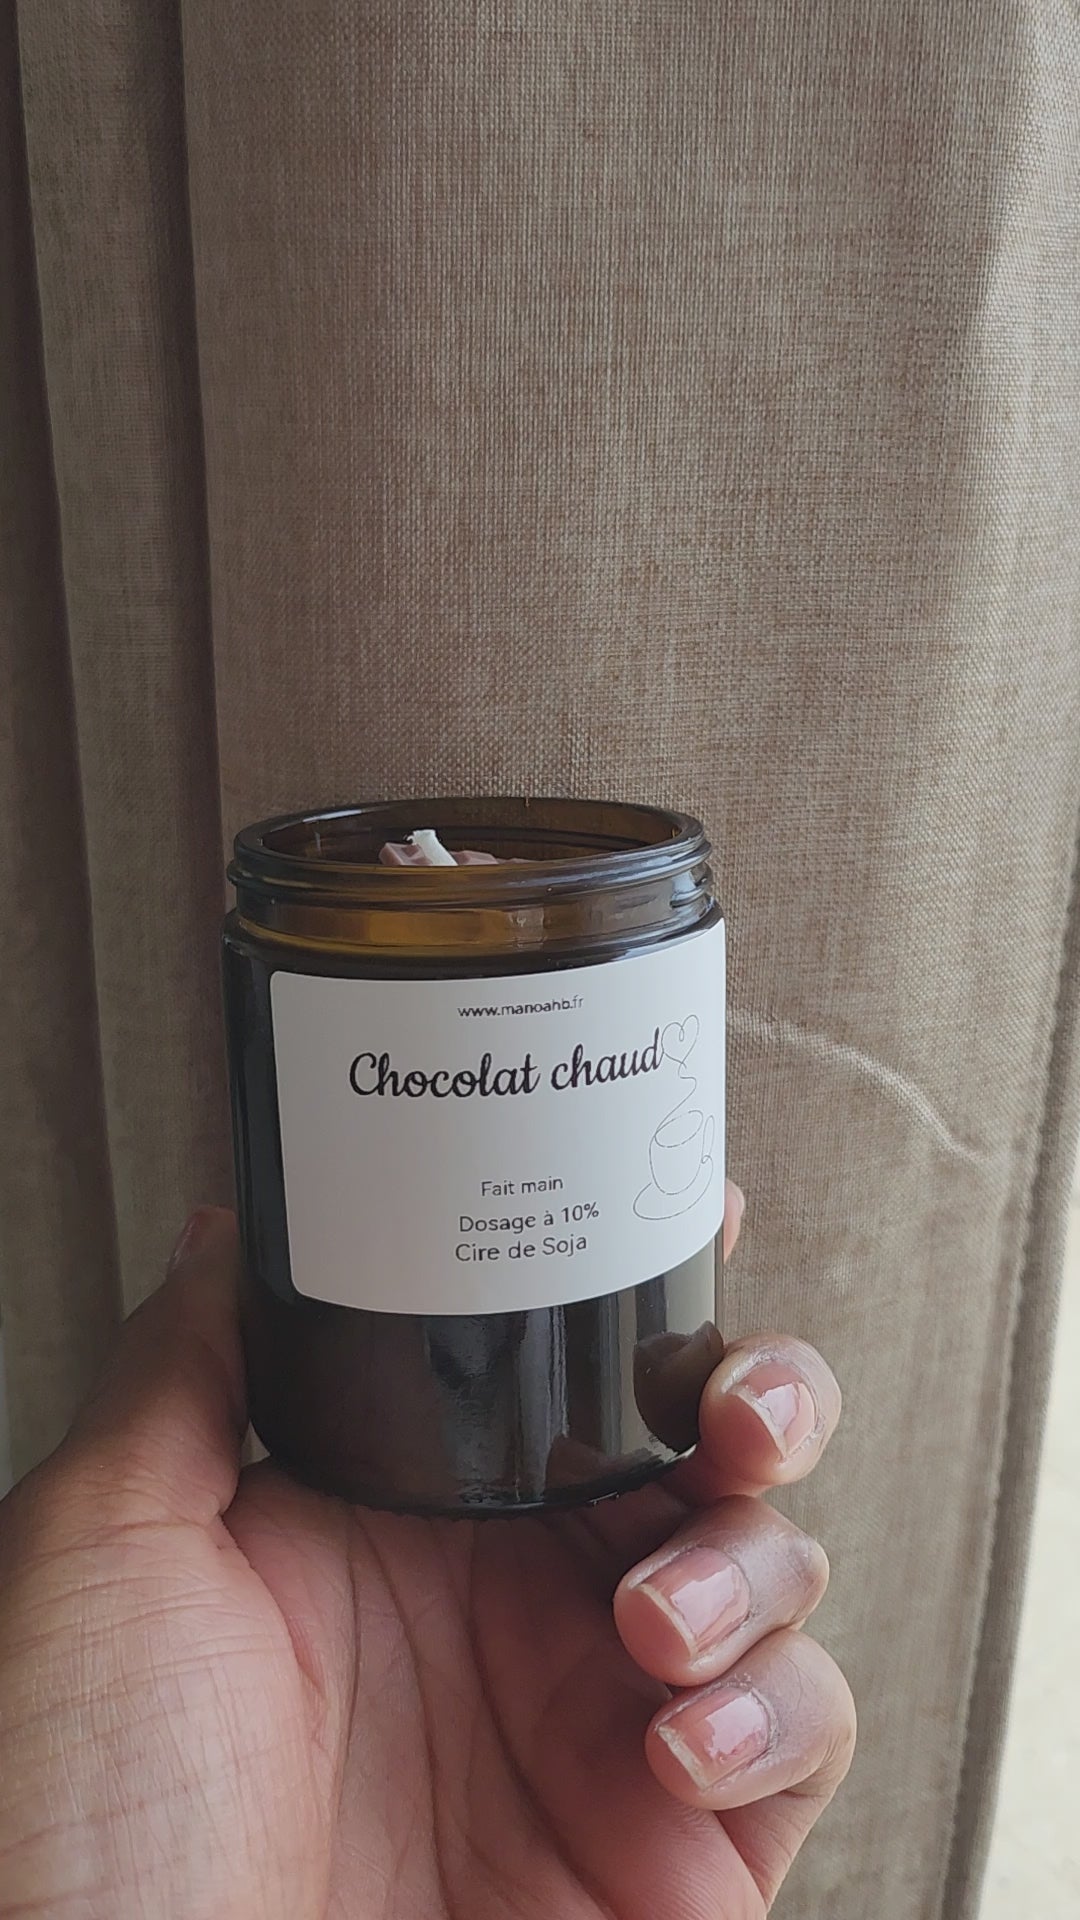 www.manoahb.fr
Chocolat chaud
Fait main
Dosage à 10%
Cire de Soja